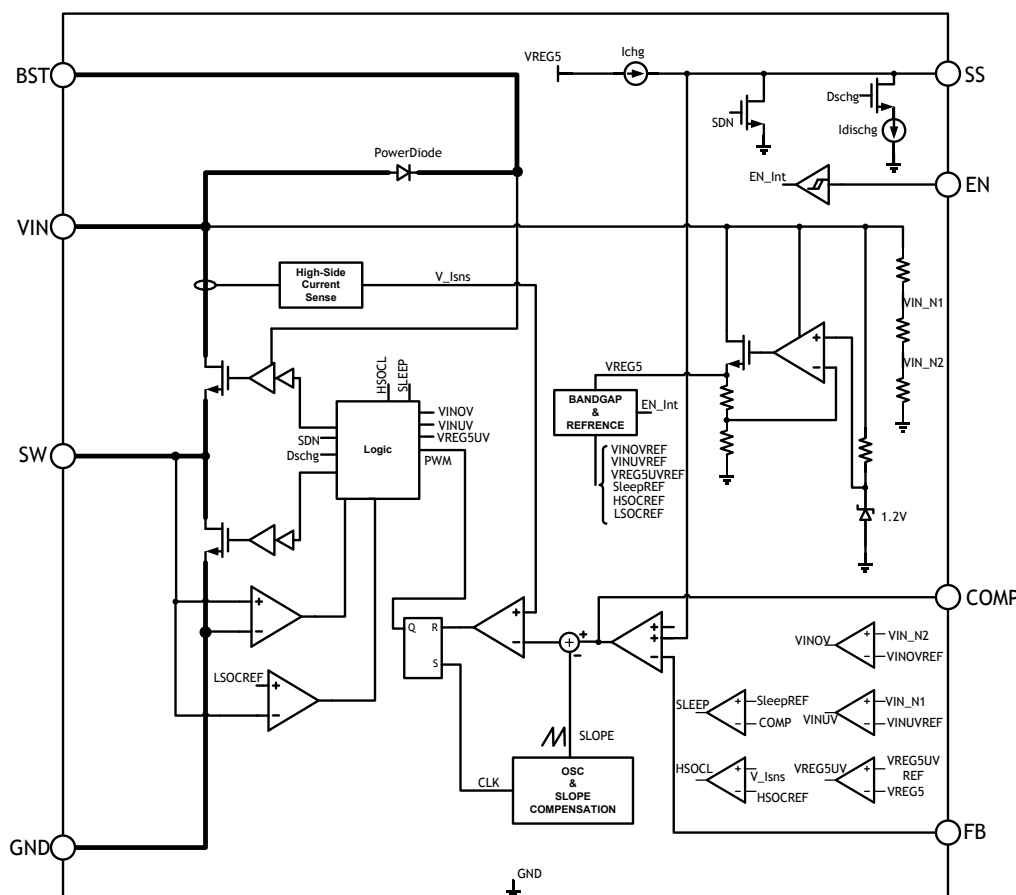 VREG5
Ichg
BST
SS
Dschg
SDN
Idischg
PowerDiode
EN_Int
EN
VIN
High-Side
Current
Sense
V_Isns
VIN_N1
VIN_N2
HSOCL
SLEEP
VREG5
BANDGAP
&
REFRENCE
EN_Int
VINOV
VINUV
VREG5UV
PWM
Logic
SDN
Dschg
SW
VINOVREF
VINUVREF
VREG5UVREF
SleepREF
HSOCREF
LSOCREF
1.2V
+
−
+
−
COMP
LSOCREF
+
−
Q
R
S
+
−
+
−
+
+
−
VINOV
+
−
VIN_N2
VINOVREF
SLEEP
+
−
SleepREF
COMP
VINUV
+
−
VIN_N1
VINUVREF
SLOPE
HSOCL
+
−
V_Isns
HSOCREF
VREG5UV
+
−
VREG5UV
REF
VREG5
CLK
OSC
&
SLOPE
COMPENSATION
GND
FB
GND